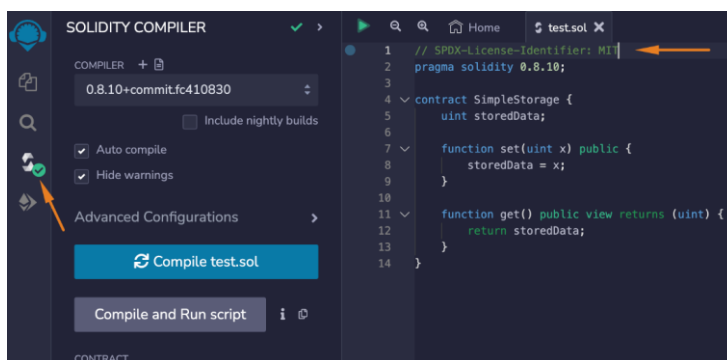 SOLIDITY COMPILER
COMPILER
0.8.10+commit.fc410830
Include nightly builds
Auto compile
Hide warnings
Advanced Configurations
Compile test.sol
Compile and Run script
CONTRACT
Home
test.sol
1 // SPDX-License-Identifier: MIT
2 pragma solidity 0.8.10;
3
4 contract SimpleStorage {
5 uint storedData;
6
7 function set(uint x) public {
8 storedData = x;
9 }
10
11 function get() public view returns (uint) {
12 return storedData;
13 }
14 }